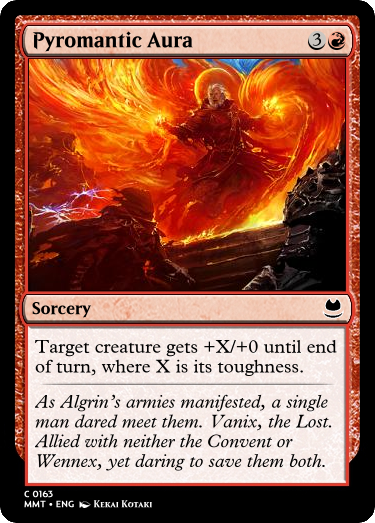 Pyromantic Aura 3
Sorcery
Target creature gets +X/+0 until end
of turn, where X is its toughness.
As Algrin's armies manifested, a single
man dared meet them. Vanix, the Lost.
Allied with neither the Convent or
Wennex, yet daring to save them both.
C 0163
MMT • ENG Kekai Kotaki